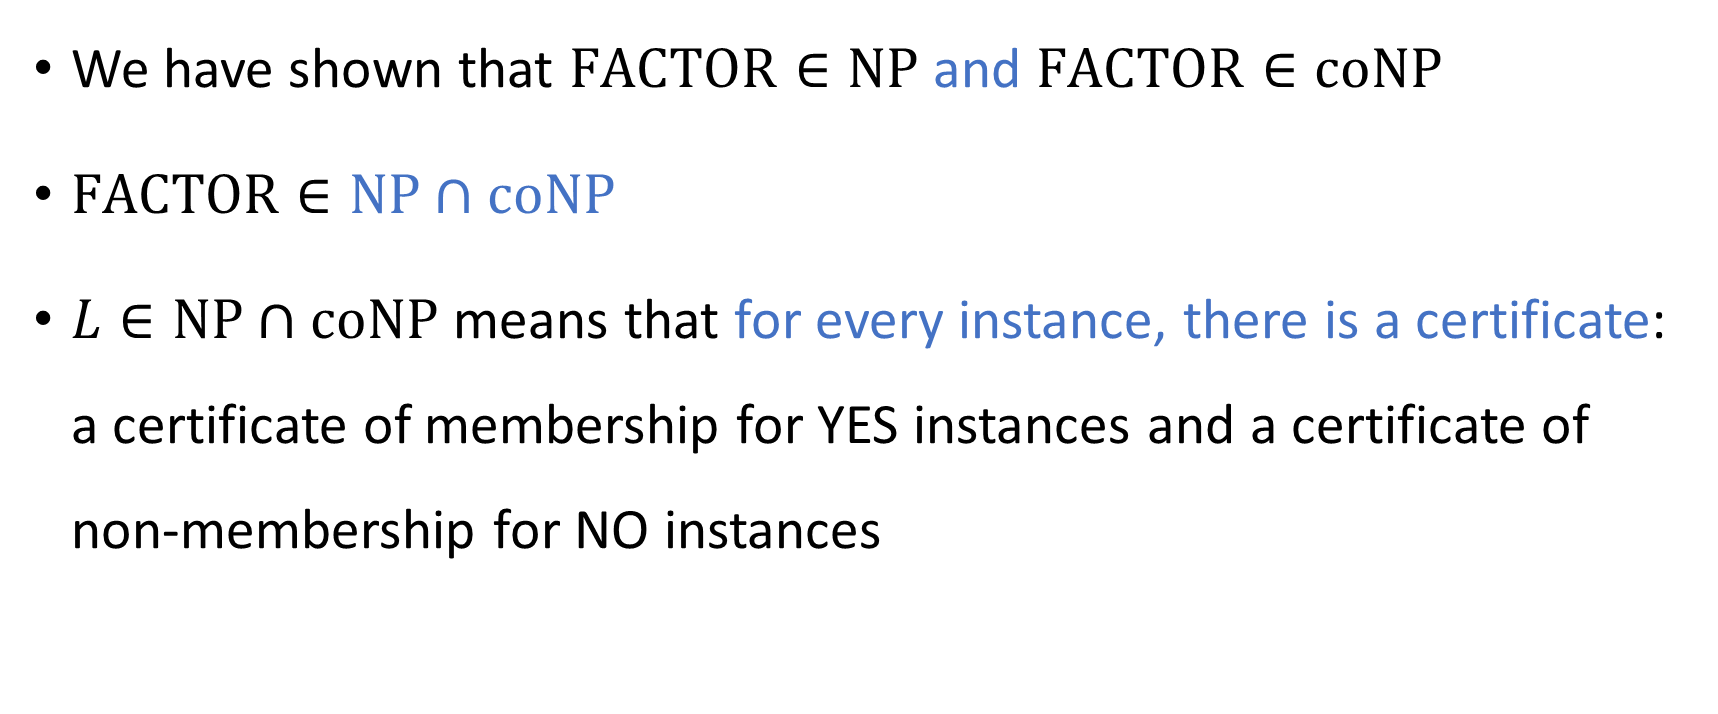 • We have shown that FACTOR ∈ NP and FACTOR ∈ coNP
• FACTOR ∈ NP ∩ coNP
• L ∈ NP ∩ coNP means that for every instance, there is a certificate:
a certificate of membership for YES instances and a certificate of
non-membership for NO instances